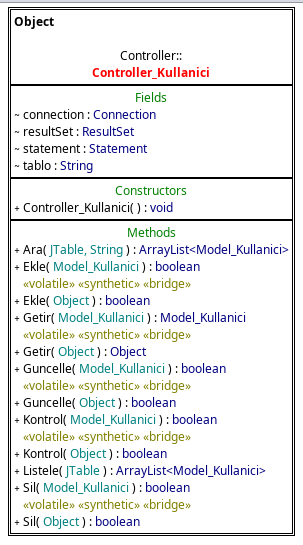 Object
Controller::
Controller_Kullanici
Fields
~ connection : Connection
~ resultSet : ResultSet
~ statement : Statement
~ tablo : String
Constructors
+ Controller_Kullanici( ) : void
Methods
+ Ara( JTable, String ) : ArrayList<Model_Kullanici>
+ Ekle( Model_Kullanici ) : boolean
«volatile» «synthetic» «bridge»
+ Ekle( Object ) : boolean
+ Getir( Model_Kullanici ) : Model_Kullanici
«volatile» «synthetic» «bridge»
+ Getir( Object ) : Object
+ Guncelle( Model_Kullanici ) : boolean
«volatile» «synthetic» «bridge»
+ Guncelle( Object ) : boolean
+ Kontrol( Model_Kullanici ) : boolean
«volatile» «synthetic» «bridge»
+ Kontrol( Object ) : boolean
+ Listele( JTable ) : ArrayList<Model_Kullanici>
+ Sil( Model_Kullanici ) : boolean
«volatile» «synthetic» «bridge»
+ Sil( Object ) : boolean